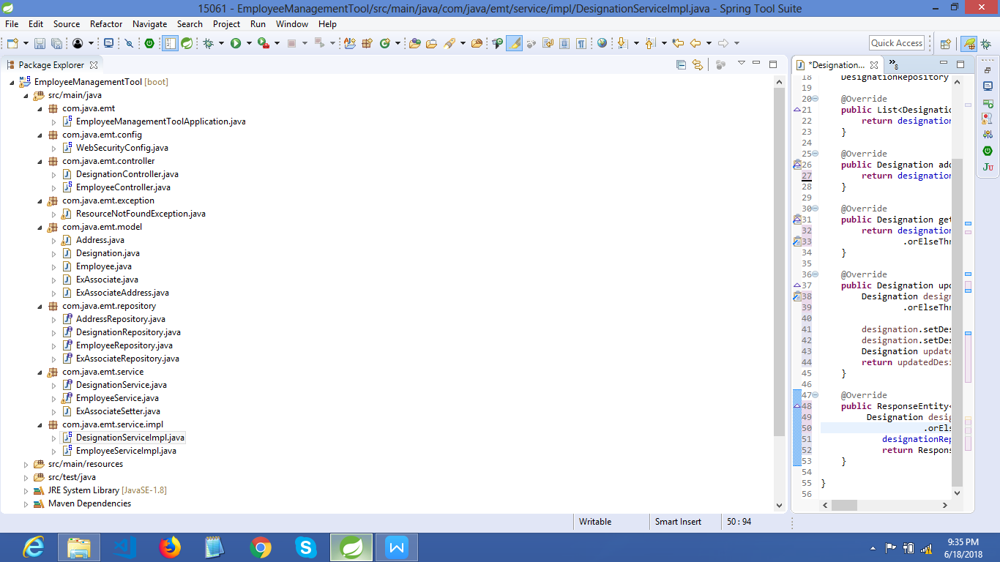 15061 - EmployeeManagementTool/src/main/java/com/java/emt/service/impl/DesignationServiceImpl.java - Spring Tool Suite
File Edit Source Refactor Navigate Search Project Run Window Help
Quick Access
Package Explorer
EmployeeManagementTool [boot]
src/main/java
com.java.emt
EmployeeManagementToolApplication.java
com.java.emt.config
WebSecurityConfig.java
com.java.emt.controller
DesignationController.java
EmployeeController.java
com.java.emt.exception
ResourceNotFoundException.java
com.java.emt.model
Address.java
Designation.java
Employee.java
ExAssociate.java
ExAssociateAddress.java
com.java.emt.repository
AddressRepository.java
DesignationRepository.java
EmployeeRepository.java
ExAssociateRepository.java
com.java.emt.service
DesignationService.java
EmployeeService.java
ExAssociateSetter.java
com.java.emt.service.impl
DesignationServiceImpl.java
EmployeeServiceImpl.java
src/main/resources
src/test/java
JRE System Library [JavaSE-1.8]
Maven Dependencies
*Designation... »8
18 DesignationRepository
19
20 @Override
21 public List<Designatio
22 return designation
23 }
24
25 @Override
26 public Designation add
27 return designation
28 }
29
30 @Override
31 public Designation get
32 return designation
33 .orElseThr
34 }
35
36 @Override
37 public Designation upd
38 Designation design
39 .orElseThr
40
41 designation.setDes
42 designation.setDes
43 Designation update
44 return updatedDesi
45 }
46
47 @Override
48 public ResponseEntity<
49 Designation desig
50 .orEls
51 designationRep
52 return Respons
53 }
54
55 }
56
Writable Smart Insert 50 : 94
9:35 PM
6/18/2018